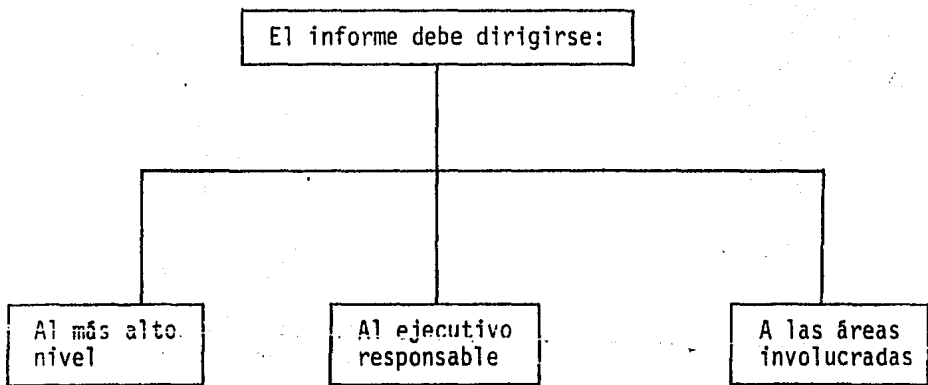 El informe debe dirigirse:
Al más alto
nivel
Al ejecutivo
responsable
A las áreas
involucradas